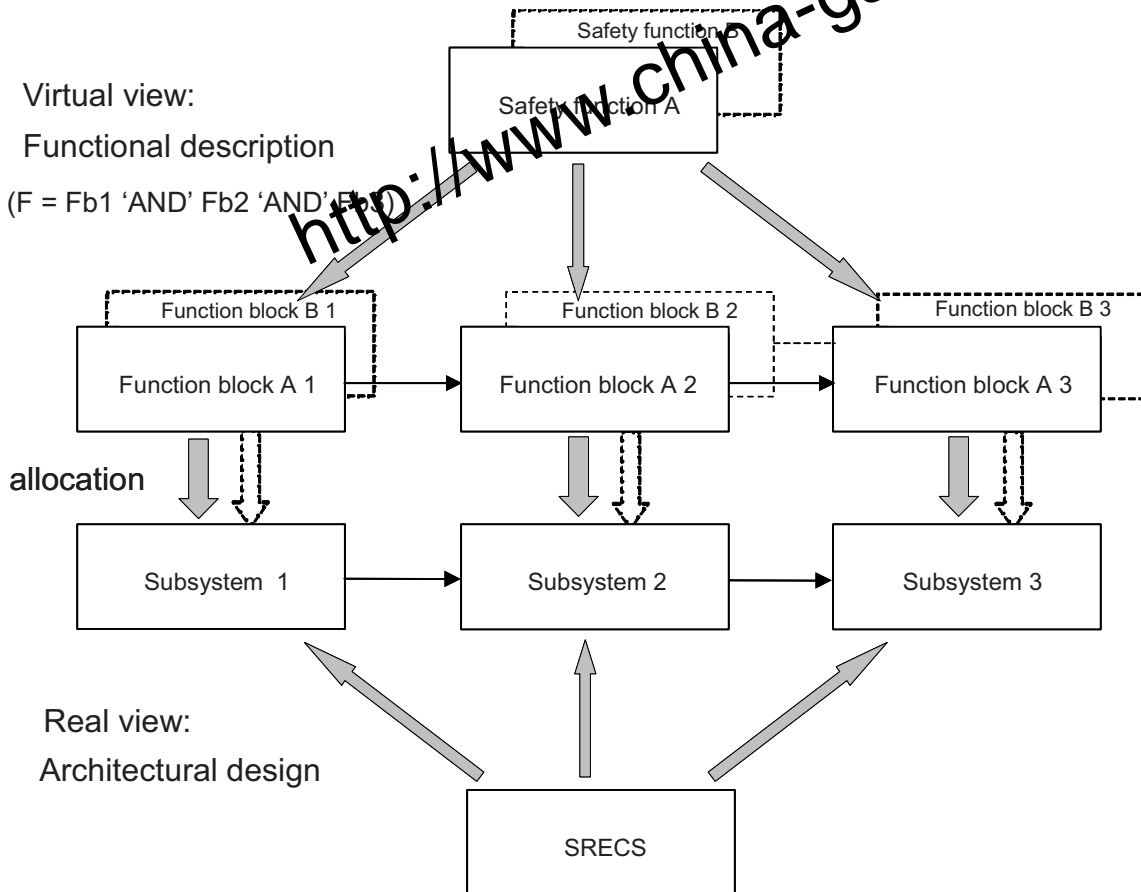 Safety function B
Safety function A
http://www.china-g
Virtual view:
Functional description
(F = Fb1 ‘AND’ Fb2 ‘AND’ Fb3)
Function block B 1
Function block B 2
Function block B 3
Function block A 1
Function block A 2
Function block A 3
allocation
Subsystem 1
Subsystem 2
Subsystem 3
Real view:
Architectural design
SRECS